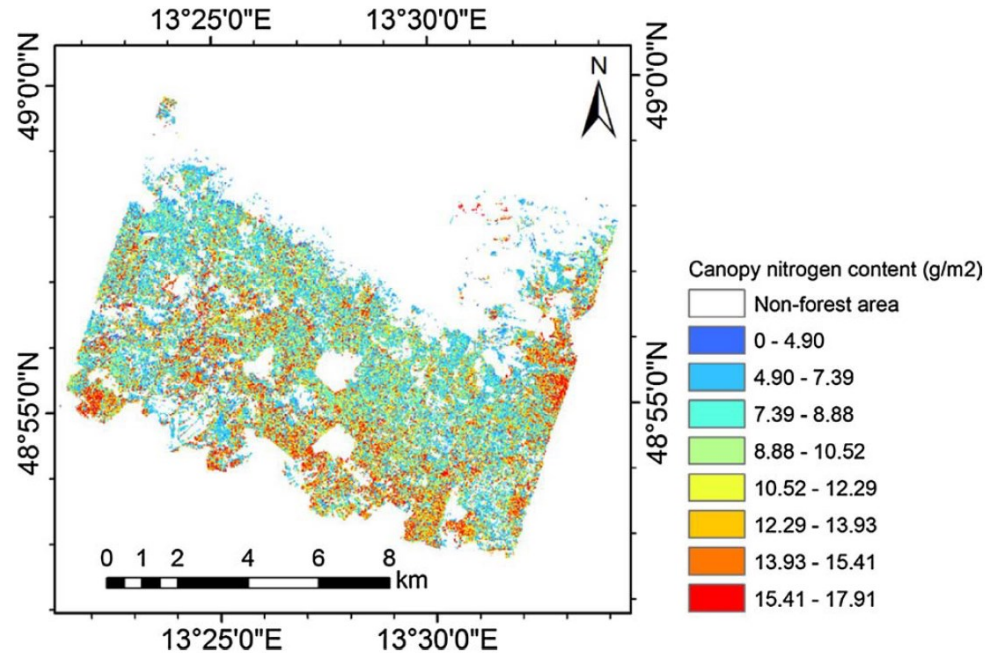 13°25'0"E 13°30'0"E
49°0'0"N
49°0'0"N
N
48°55'0"N
48°55'0"N
0 1 2 4 6 8
km
13°25'0"E 13°30'0"E
Canopy nitrogen content (g/m2)
Non-forest area
0 - 4.90
4.90 - 7.39
7.39 - 8.88
8.88 - 10.52
10.52 - 12.29
12.29 - 13.93
13.93 - 15.41
15.41 - 17.91